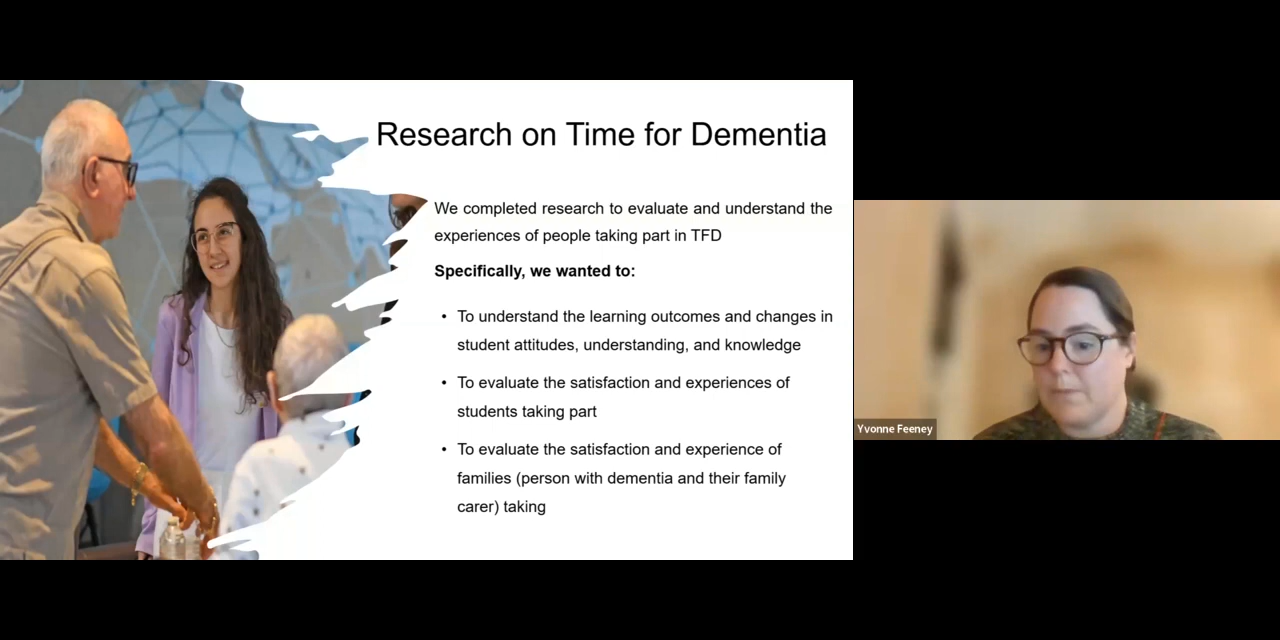 Research on Time for Dementia
We completed research to evaluate and understand the
experiences of people taking part in TFD
Specifically, we wanted to:
• To understand the learning outcomes and changes in
student attitudes, understanding, and knowledge
• To evaluate the satisfaction and experiences of
students taking part
• To evaluate the satisfaction and experience of
families (person with dementia and their family
carer) taking
Yvonne Feeney